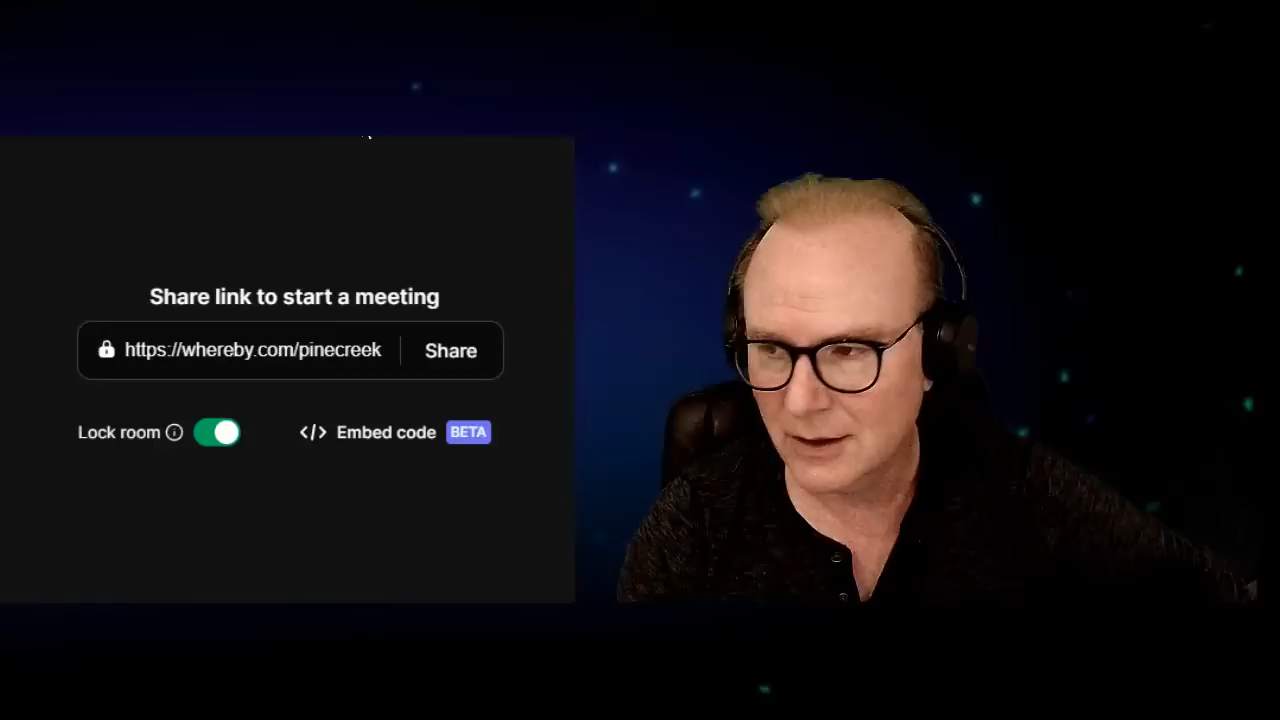 Share link to start a meeting
https://whereby.com/pinecreek Share
Lock room </> Embed code BETA